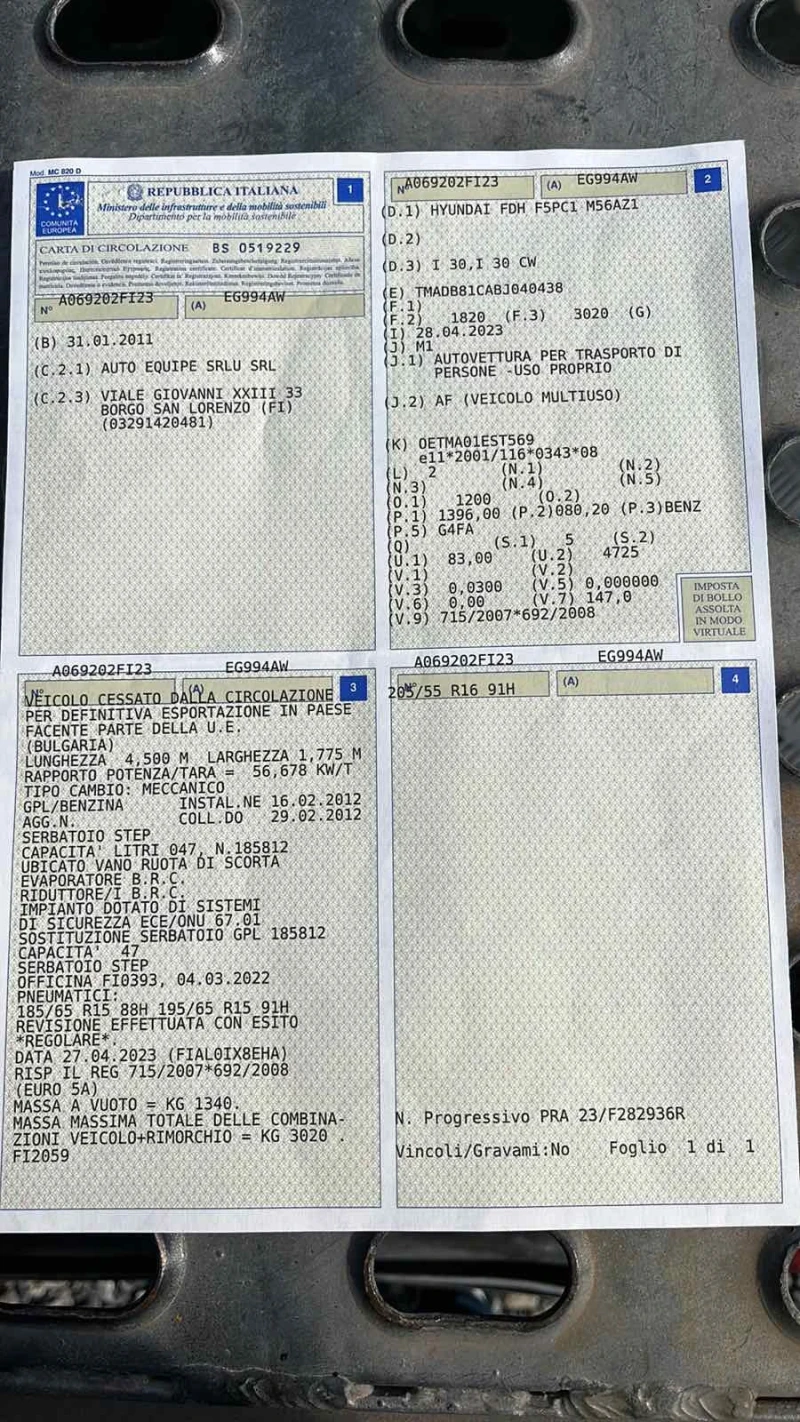 Mod. MC 820 D
COMUNITA EUROPEA
REPUBBLICA ITALIANA
Ministero delle infrastrutture e della mobilità sostenibili
Dipartimento per la mobilità sostenibile
1
CARTA DI CIRCOLAZIONE BS 0519229
N° A069202FI23 (A) EG994AW
(B) 31.01.2011
(C.2.1) AUTO EQUIPE SRLU SRL
(C.2.3) VIALE GIOVANNI XXIII 33
BORGO SAN LORENZO (FI)
(03291420481)
N° A069202FI23 (A) EG994AW 2
(D.1) HYUNDAI FDH F5PC1 M56AZ1
(D.2)
(D.3) I 30,I 30 CW
(E) TMADB81CABJ040438
(F.1)
(F.2) 1820 (F.3) 3020 (G)
(I) 28.04.2023
(J) M1
(J.1) AUTOVETTURA PER TRASPORTO DI
PERSONE -USO PROPRIO
(J.2) AF (VEICOLO MULTIUSO)
(K) OETMA01EST569
e11*2001/116*0343*08
(L) 2 (N.1) (N.2)
(N.3) (N.4) (N.5)
(O.1) 1200 (O.2)
(P.1) 1396,00 (P.2)080,20 (P.3)BENZ
(P.5) G4FA
(Q) (S.1) 5 (S.2)
(U.1) 83,00 (U.2) 4725
(V.1) (V.2)
(V.3) 0,0300 (V.5) 0,000000
(V.6) 0,00 (V.7) 147,0
(V.9) 715/2007*692/2008
IMPOSTA
DI BOLLO
ASSOLTA
IN MODO
VIRTUALE
A069202FI23 EG994AW
N° (A) 3
VEICOLO CESSATO DALLA CIRCOLAZIONE
PER DEFINITIVA ESPORTAZIONE IN PAESE
FACENTE PARTE DELLA U.E.
(BULGARIA)
LUNGHEZZA 4,500 M LARGHEZZA 1,775 M
RAPPORTO POTENZA/TARA = 56,678 KW/T
TIPO CAMBIO: MECCANICO
GPL/BENZINA INSTAL.NE 16.02.2012
AGG.N. COLL.DO 29.02.2012
SERBATOIO STEP
CAPACITA' LITRI 047, N.185812
UBICATO VANO RUOTA DI SCORTA
EVAPORATORE B.R.C.
RIDUTTORE/I B.R.C.
IMPIANTO DOTATO DI SISTEMI
DI SICUREZZA ECE/ONU 67.01
SOSTITUZIONE SERBATOIO GPL 185812
CAPACITA' 47
SERBATOIO STEP
OFFICINA FI0393, 04.03.2022
PNEUMATICI:
185/65 R15 88H 195/65 R15 91H
REVISIONE EFFETTUATA CON ESITO
*REGOLARE*.
DATA 27.04.2023 (FIAL0IX8EHA)
RISP IL REG 715/2007*692/2008
(EURO 5A)
MASSA A VUOTO = KG 1340.
MASSA MASSIMA TOTALE DELLE COMBINA-
ZIONI VEICOLO+RIMORCHIO = KG 3020 .
FI2059
A069202FI23 EG994AW
N° (A) 4
205/55 R16 91H
N. Progressivo PRA 23/F282936R
Vincoli/Gravami:No Foglio 1 di 1